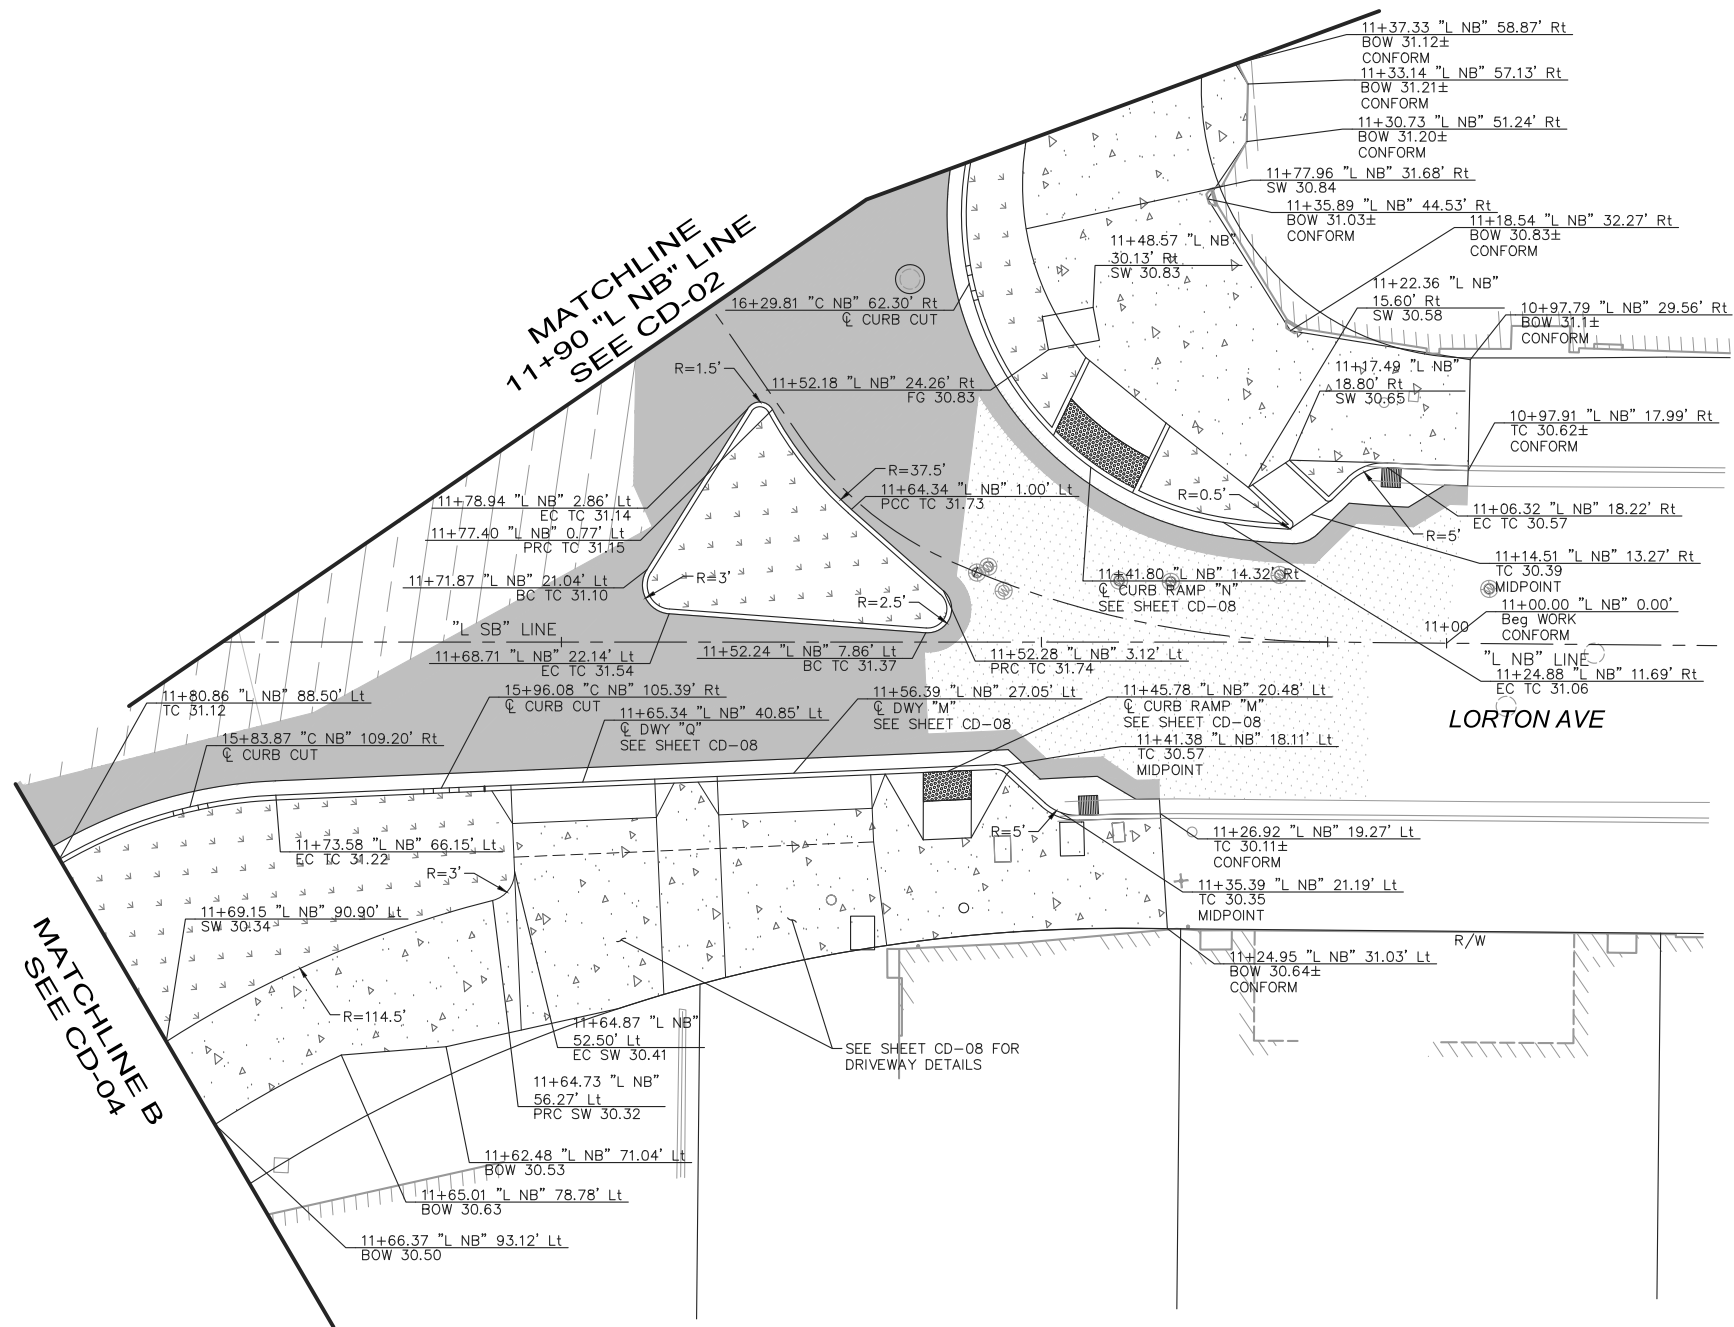 11+37.33 "L NB" 58.87' Rt
BOW 31.12±
CONFORM
11+33.14 "L NB" 57.13' Rt
BOW 31.21±
CONFORM
11+30.73 "L NB" 51.24' Rt
BOW 31.20±
CONFORM
11+77.96 "L NB" 31.68' Rt
SW 30.84
11+35.89 "L NB" 44.53' Rt
BOW 31.03±
CONFORM
11+18.54 "L NB" 32.27' Rt
BOW 30.83±
CONFORM
11+48.57 "L NB"
30.13' Rt
SW 30.83
11+22.36 "L NB"
15.60' Rt
SW 30.58
10+97.79 "L NB" 29.56' Rt
BOW 31.1±
CONFORM
MATCHLINE
11+90 "L NB" LINE
SEE CD-02
16+29.81 "C NB" 62.30' Rt
℄ CURB CUT
R=1.5'
11+52.18 "L NB" 24.26' Rt
FG 30.83
11+17.49 "L NB"
18.80' Rt
SW 30.65
10+97.91 "L NB" 17.99' Rt
TC 30.62±
CONFORM
R=37.5'
11+64.34 "L NB" 1.00' Lt
PCC TC 31.73
R=0.5'
11+78.94 "L NB" 2.86' Lt
EC TC 31.14
11+77.40 "L NB" 0.77' Lt
PRC TC 31.15
11+06.32 "L NB" 18.22' Rt
EC TC 30.57
R=5'
11+14.51 "L NB" 13.27' Rt
TC 30.39
MIDPOINT
11+71.87 "L NB" 21.04' Lt
BC TC 31.10
R=3'
R=2.5'
11+41.80 "L NB" 14.32' Rt
℄ CURB RAMP "N"
SEE SHEET CD-08
11+00.00 "L NB" 0.00'
Beg WORK
CONFORM
11+00
"L SB" LINE
11+68.71 "L NB" 22.14' Lt
EC TC 31.54
11+52.24 "L NB" 7.86' Lt
BC TC 31.37
11+52.28 "L NB" 3.12' Lt
PRC TC 31.74
"L NB" LINE
11+24.88 "L NB" 11.69' Rt
EC TC 31.06
LORTON AVE
11+80.86 "L NB" 88.50' Lt
TC 31.12
15+96.08 "C NB" 105.39' Rt
℄ CURB CUT
11+65.34 "L NB" 40.85' Lt
℄ DWY "Q"
SEE SHEET CD-08
11+56.39 "L NB" 27.05' Lt
℄ DWY "M"
SEE SHEET CD-08
11+45.78 "L NB" 20.48' Lt
℄ CURB RAMP "M"
SEE SHEET CD-08
11+41.38 "L NB" 18.11' Lt
TC 30.57
MIDPOINT
15+83.87 "C NB" 109.20' Rt
℄ CURB CUT
11+73.58 "L NB" 66.15' Lt
EC TC 31.22
R=3'
R=5'
11+26.92 "L NB" 19.27' Lt
TC 30.11±
CONFORM
11+35.39 "L NB" 21.19' Lt
TC 30.35
MIDPOINT
11+69.15 "L NB" 90.90' Lt
SW 30.34
R/W
11+24.95 "L NB" 31.03' Lt
BOW 30.64±
CONFORM
MATCHLINE B
SEE CD-04
R=114.5'
11+64.87 "L NB"
52.50' Lt
EC SW 30.41
SEE SHEET CD-08 FOR
DRIVEWAY DETAILS
11+64.73 "L NB"
56.27' Lt
PRC SW 30.32
11+62.48 "L NB" 71.04' Lt
BOW 30.53
11+65.01 "L NB" 78.78' Lt
BOW 30.63
11+66.37 "L NB" 93.12' Lt
BOW 30.50